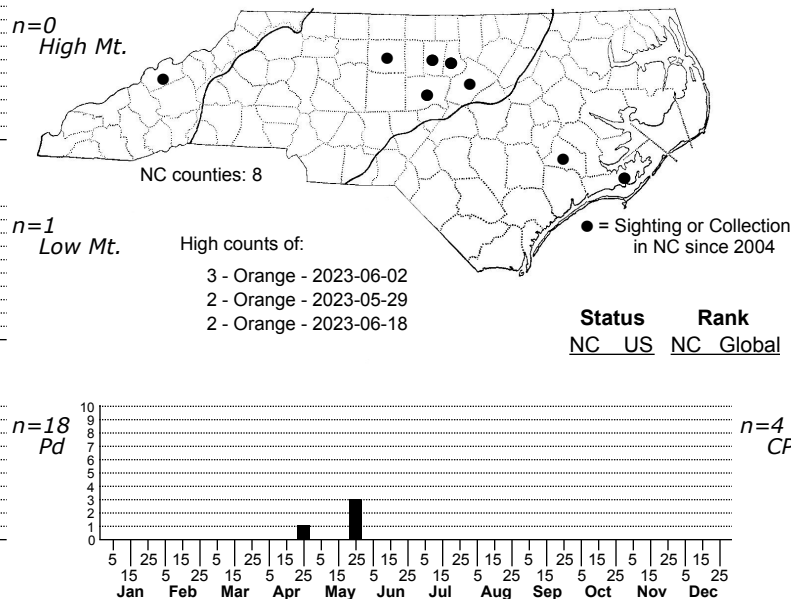 n=0
High Mt.
NC counties: 8
n=1
Low Mt.
High counts of:
3 - Orange - 2023-06-02
2 - Orange - 2023-05-29
2 - Orange - 2023-06-18
= Sighting or Collection
in NC since 2004
Status Rank
NC US NC Global
n=18
Pd
10
9
8
7
6
5
4
3
2
1
0
n=4
CP
5 25 15 5 25 15 5 25 15 5 25 15 5 25 15 5 25 15
15 5 25 15 5 25 15 5 25 15 5 25 15 5 25 15 5 25
Jan Feb Mar Apr May Jun Jul Aug Sep Oct Nov Dec